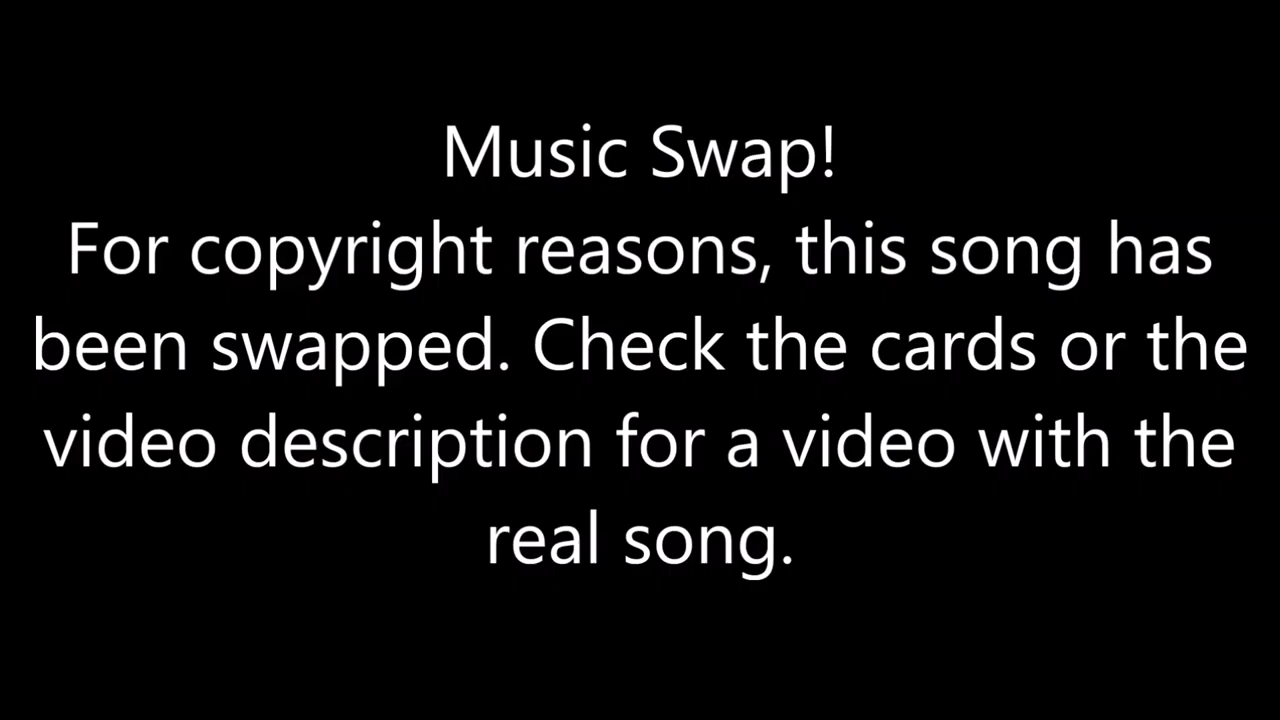 Music Swap!
For copyright reasons, this song has
been swapped. Check the cards or the
video description for a video with the
real song.